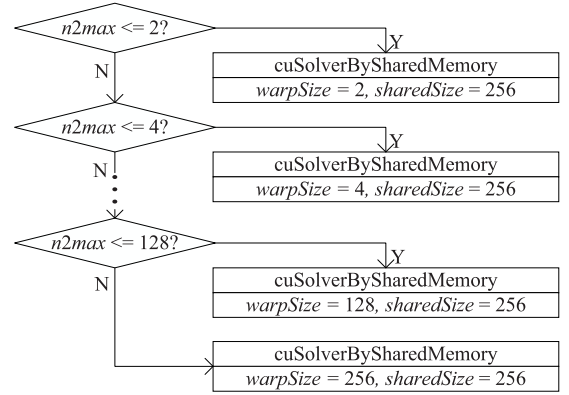 n2max <= 2?
Y
N
cuSolverBySharedMemory
warpSize = 2, sharedSize = 256
n2max <= 4?
Y
N
cuSolverBySharedMemory
warpSize = 4, sharedSize = 256
n2max <= 128?
Y
N
cuSolverBySharedMemory
warpSize = 128, sharedSize = 256
cuSolverBySharedMemory
warpSize = 256, sharedSize = 256